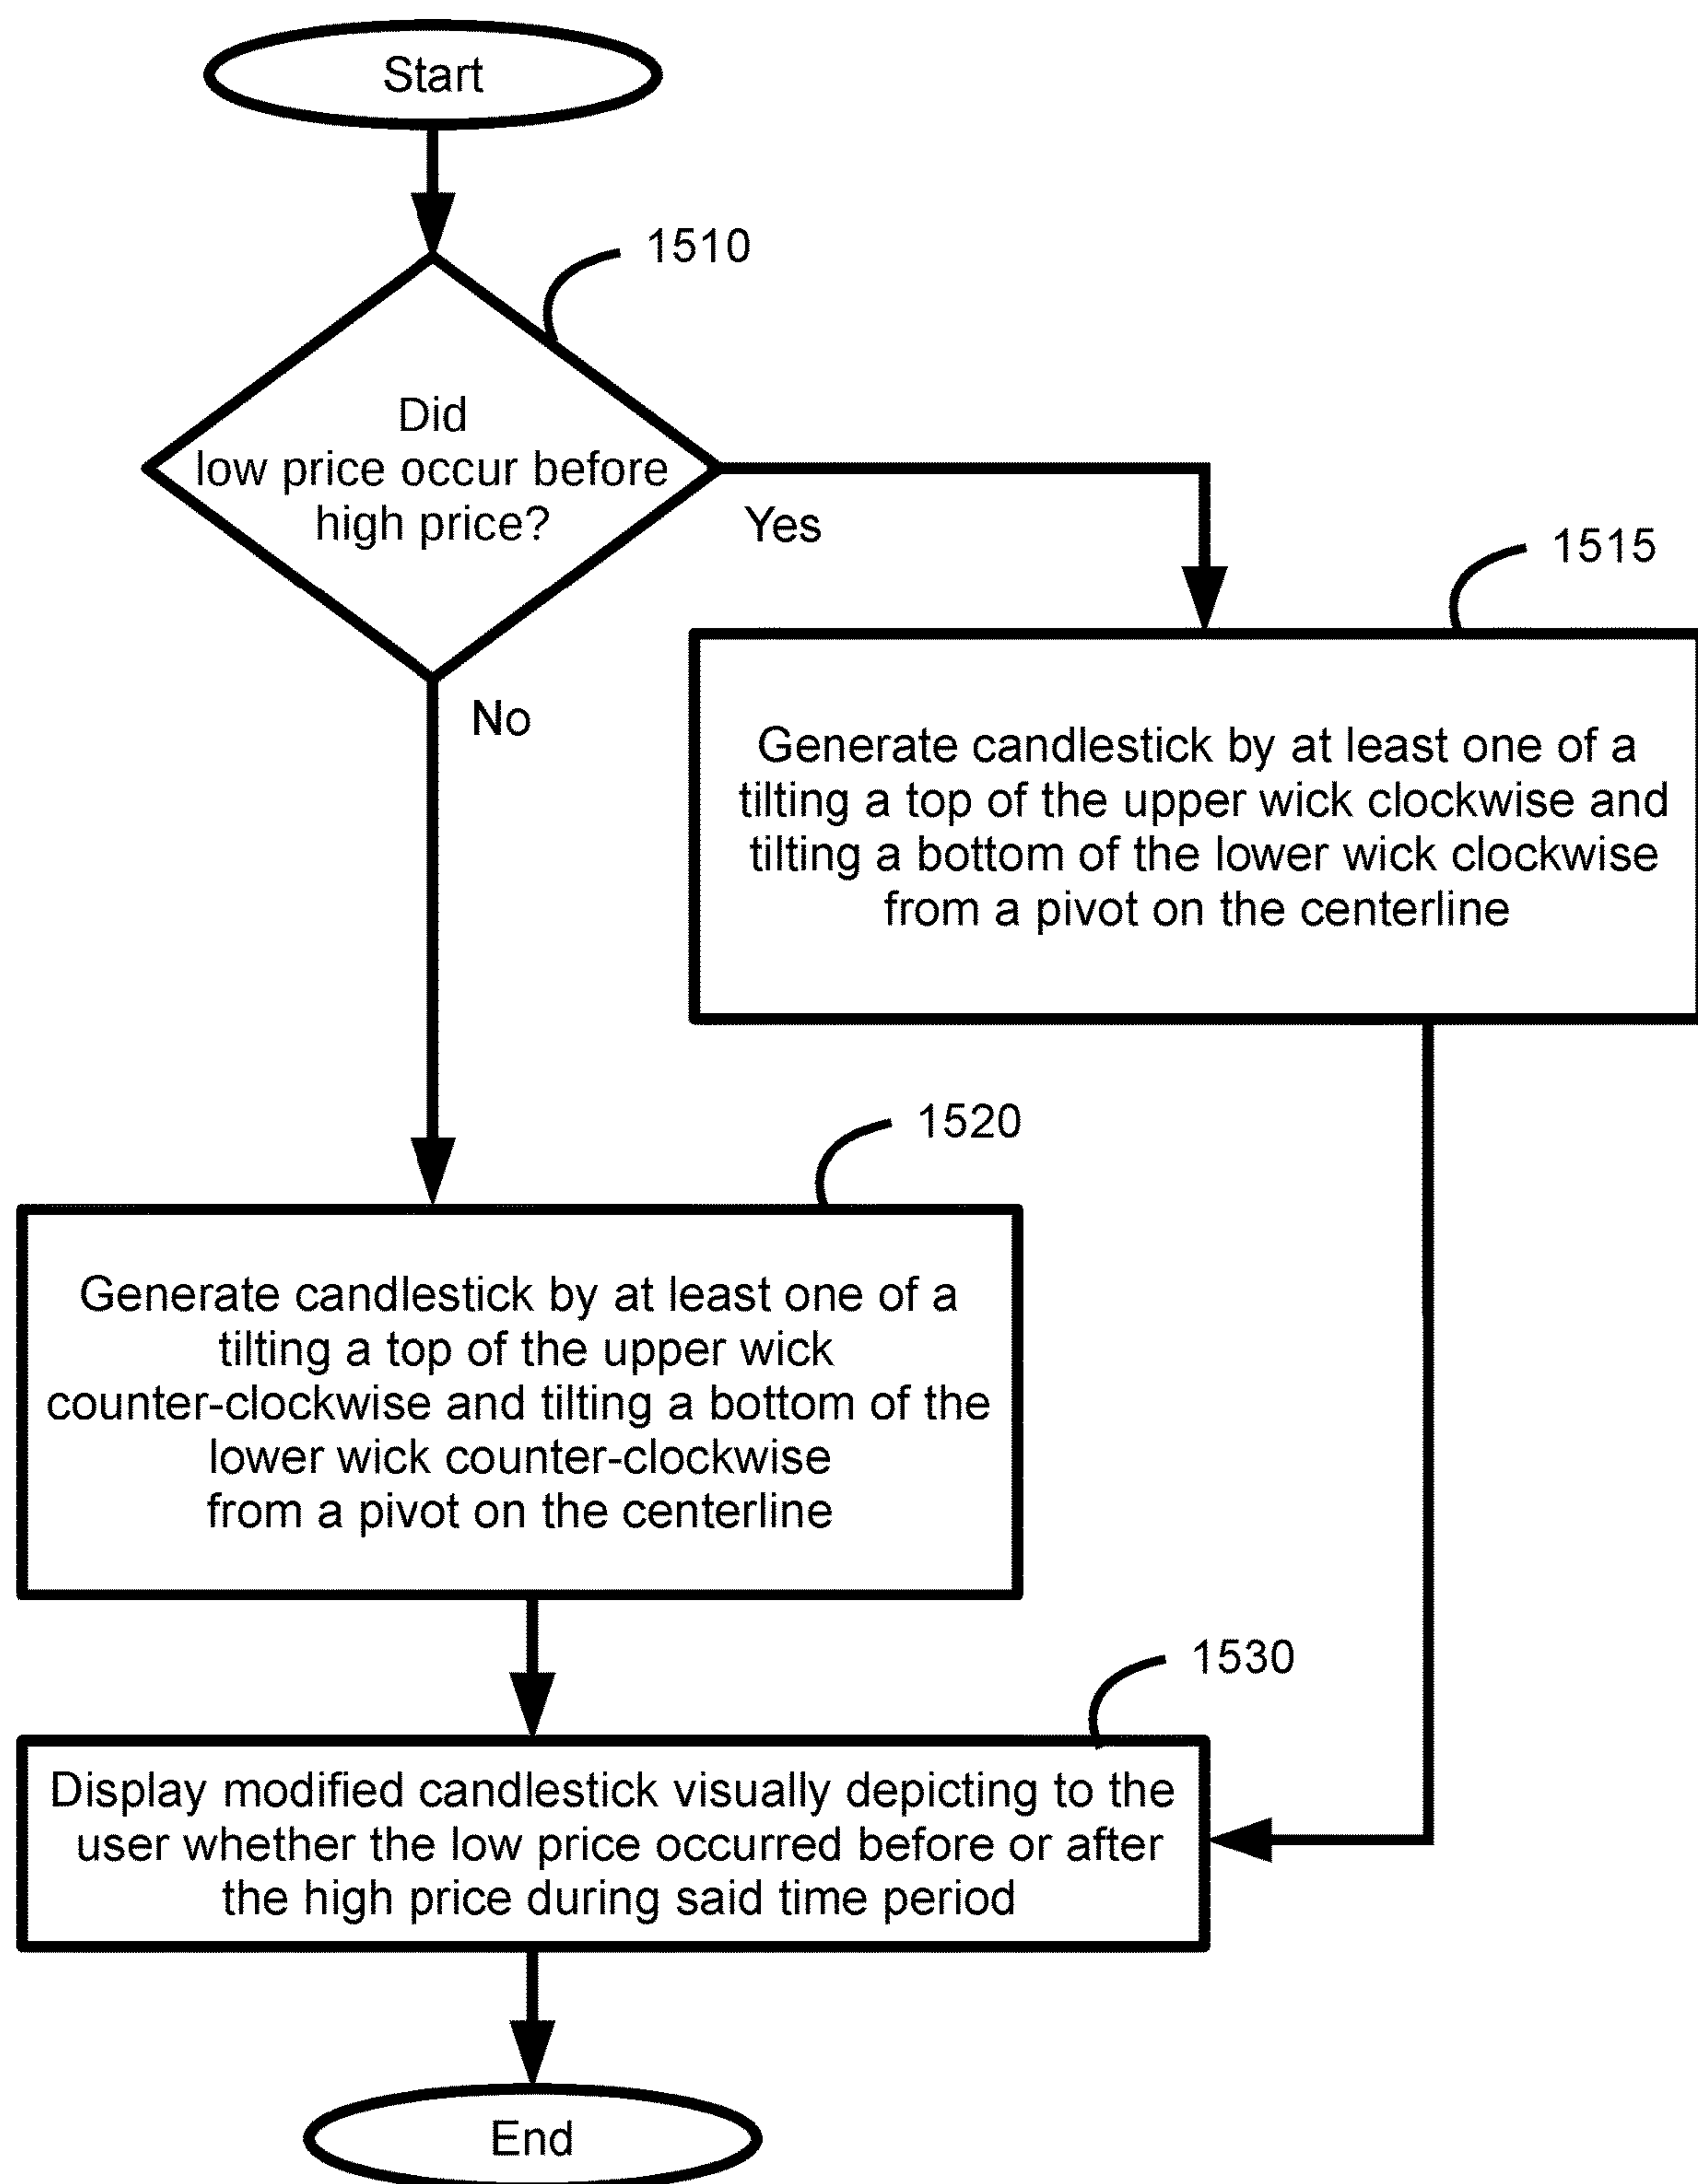 Start
1510
Did
low price occur before
high price?
Yes
1515
No
Generate candlestick by at least one of a
tilting a top of the upper wick clockwise and
tilting a bottom of the lower wick clockwise
from a pivot on the centerline
1520
Generate candlestick by at least one of a
tilting a top of the upper wick
counter-clockwise and tilting a bottom of the
lower wick counter-clockwise
from a pivot on the centerline
1530
Display modified candlestick visually depicting to the
user whether the low price occurred before or after
the high price during said time period
End